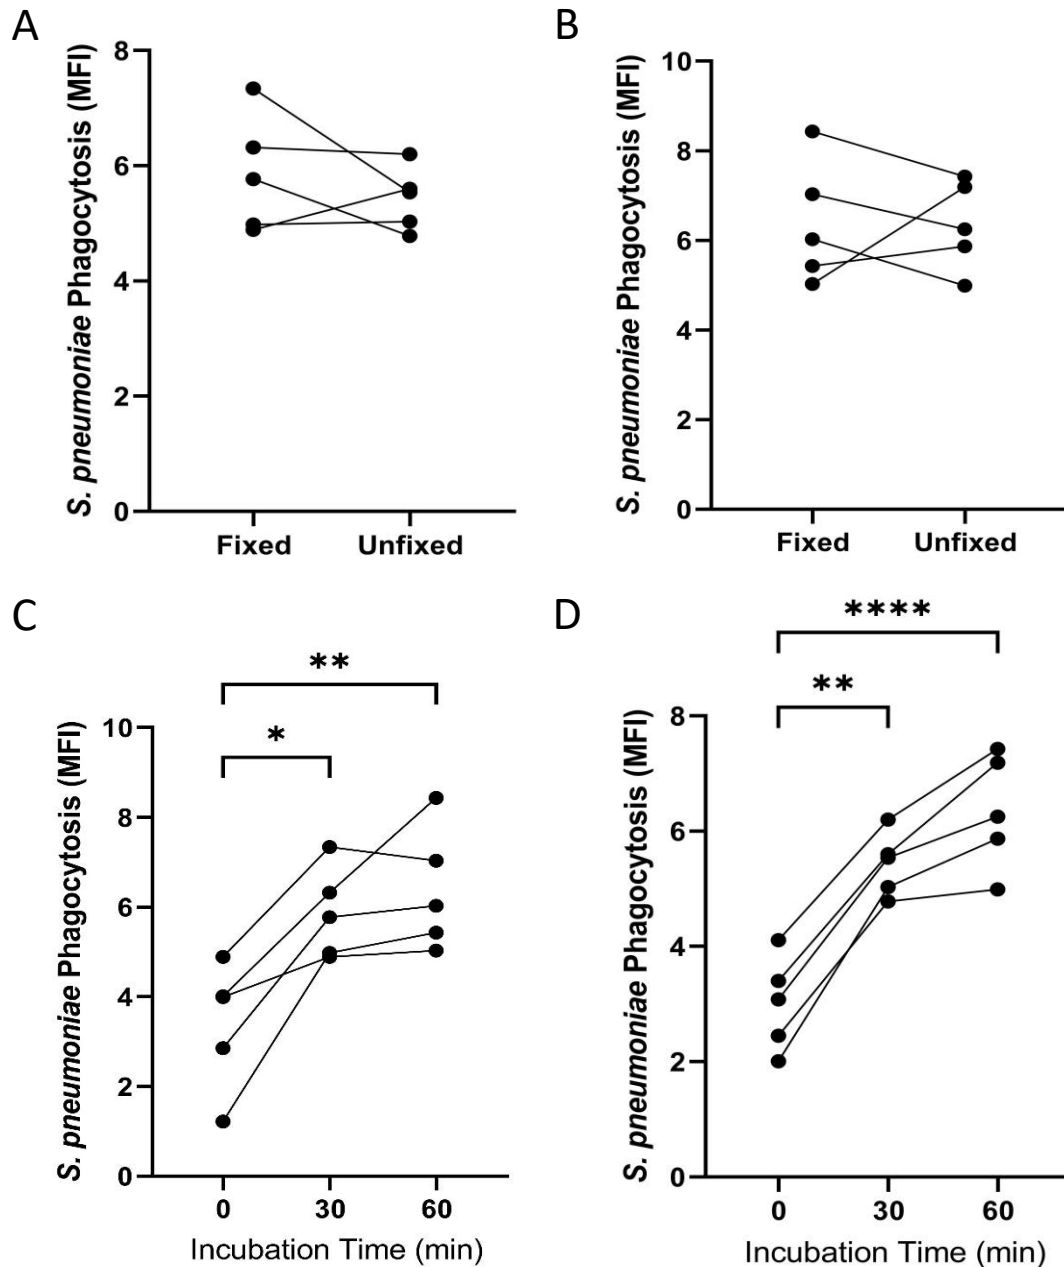 A
S. pneumoniae Phagocytosis (MFI)
8
6
4
2
0
Fixed Unfixed
B
S. pneumoniae Phagocytosis (MFI)
10
8
6
4
2
0
Fixed Unfixed
C
**
*
S. pneumoniae Phagocytosis (MFI)
10
8
6
4
2
0
0 30 60
Incubation Time (min)
D
****
**
S. pneumoniae Phagocytosis (MFI)
8
6
4
2
0
0 30 60
Incubation Time (min)